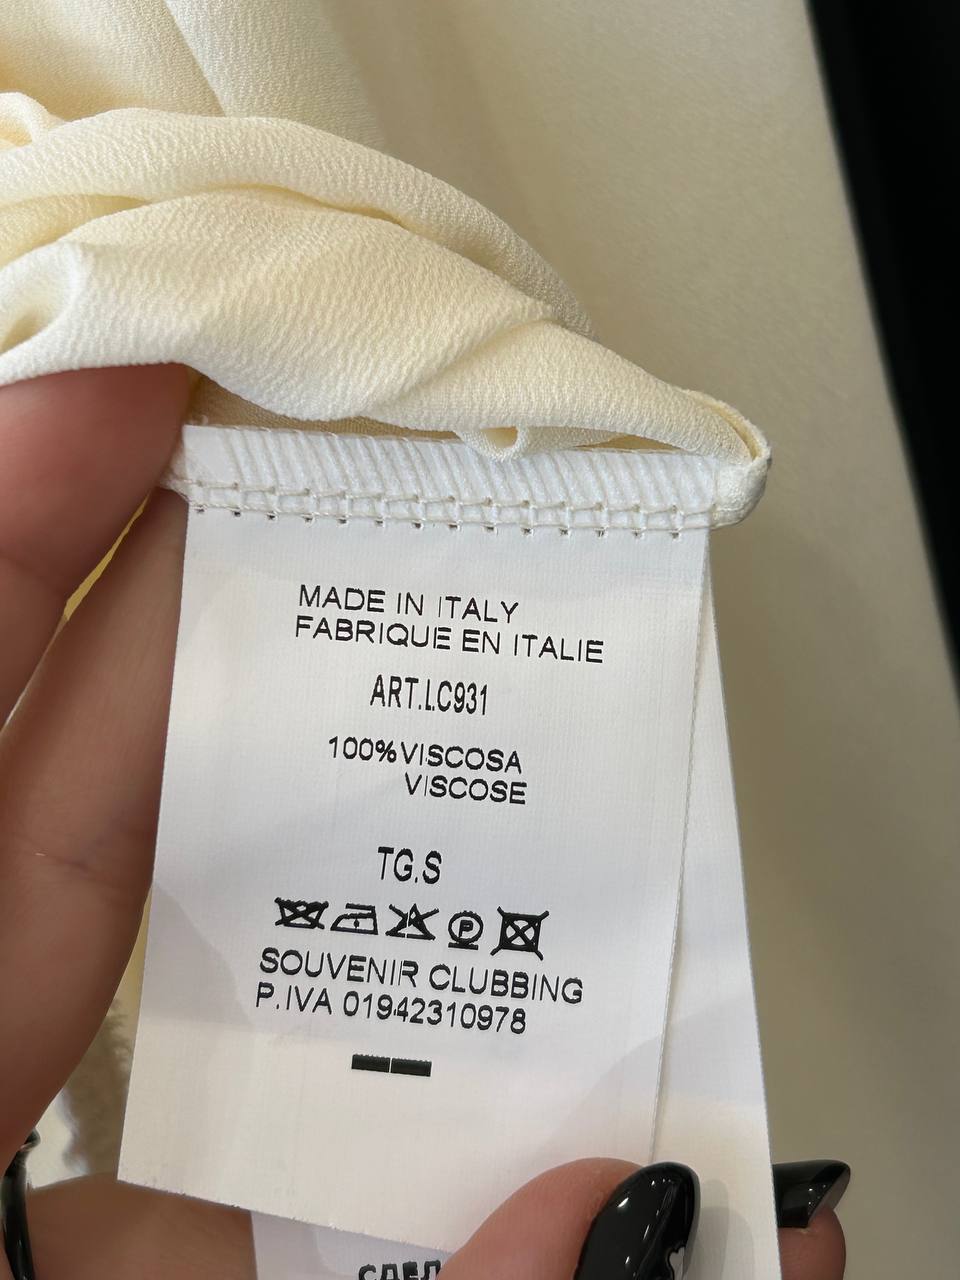 MADE IN ITALY
FABRIQUE EN ITALIE
ART.LC931
100% VISCOSA
VISCOSE
TG.S
P
SOUVENIR CLUBBING
P.IVA 01942310978